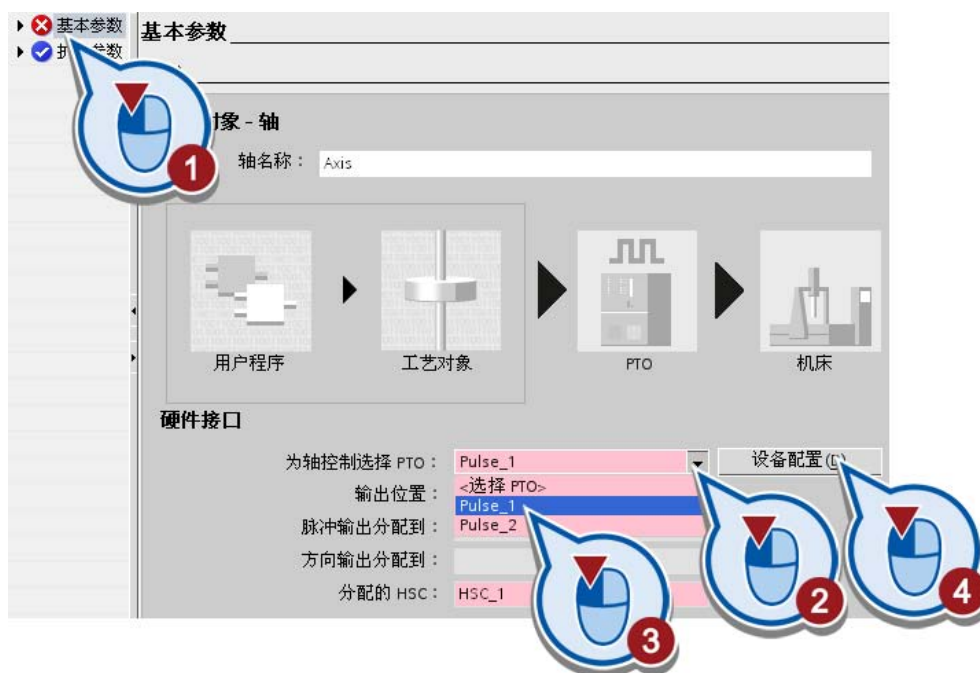 基本参数
基本参数
轴
轴名称： Axis
用户程序
工艺对象
PTO
机床
硬件接口
为轴控制选择 PTO： Pulse_1
设备配置
输出位置： <选择 PTO>
Pulse_1
脉冲输出分配到： Pulse_2
方向输出分配到：
分配的 HSC： HSC_1
1
2
3
4